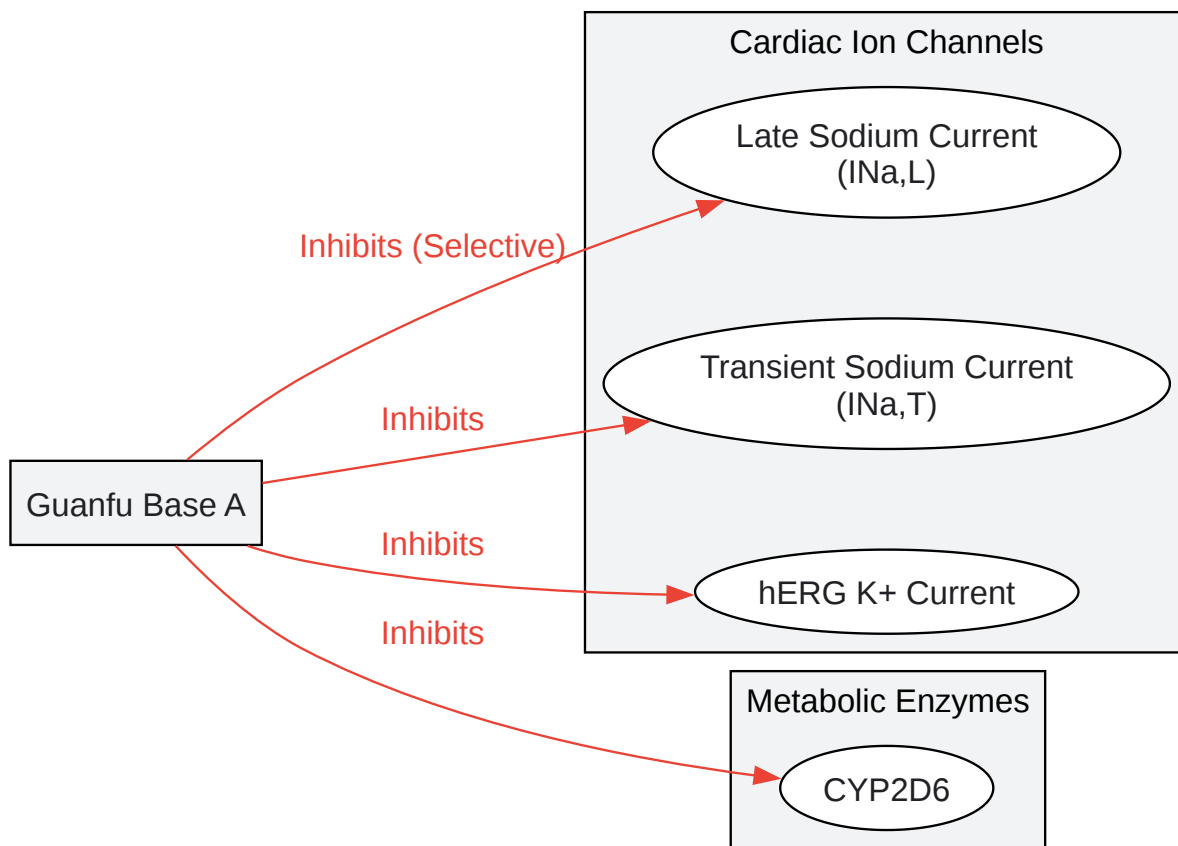 Cardiac Ion Channels
Late Sodium Current
(INa,L)
Inhibits (Selective)
Transient Sodium Current
(INa,T)
Inhibits
Guanfu Base A
Inhibits
hERG K+ Current
Inhibits
Metabolic Enzymes
CYP2D6